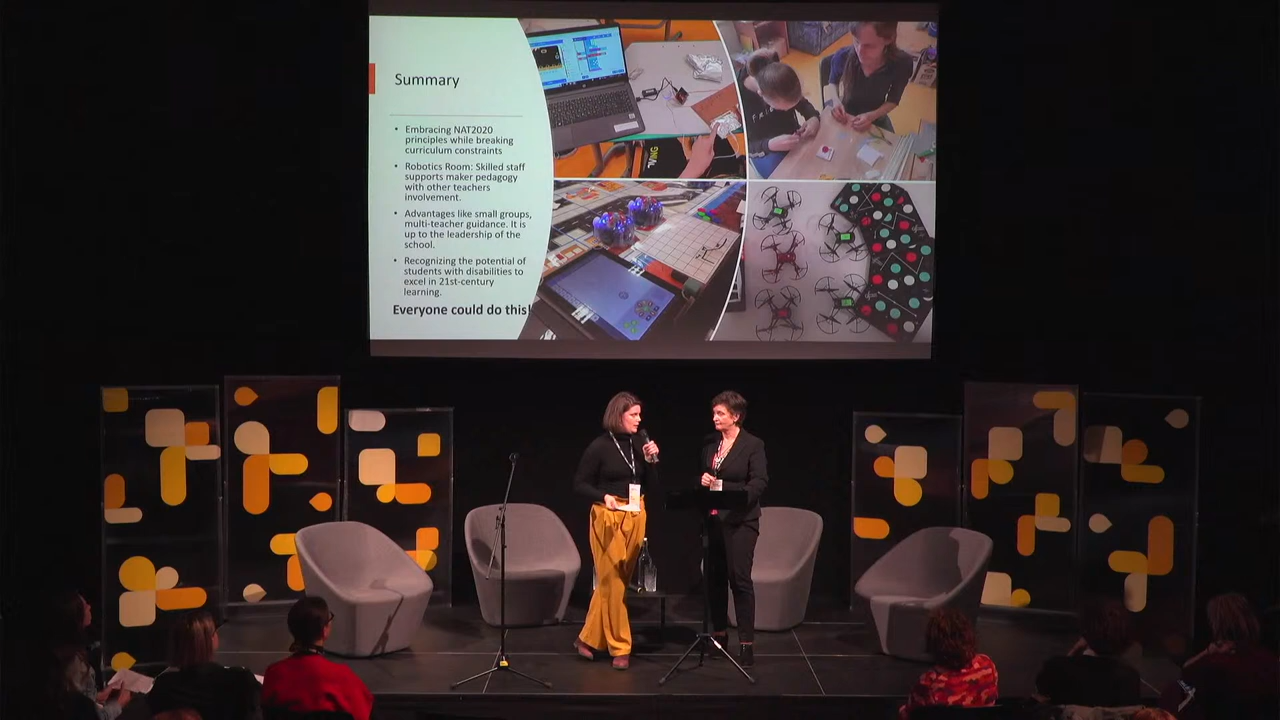 Summary
• Embracing NAT2020
principles while breaking
curriculum constraints
• Robotics Room: Skilled staff
supports maker pedagogy
with other teachers
involvement.
• Advantages like small groups,
multi-teacher guidance. It is
up to the leadership of the
school.
• Recognizing the potential of
students with disabilities to
excel in 21st-century
learning.
Everyone could do this!